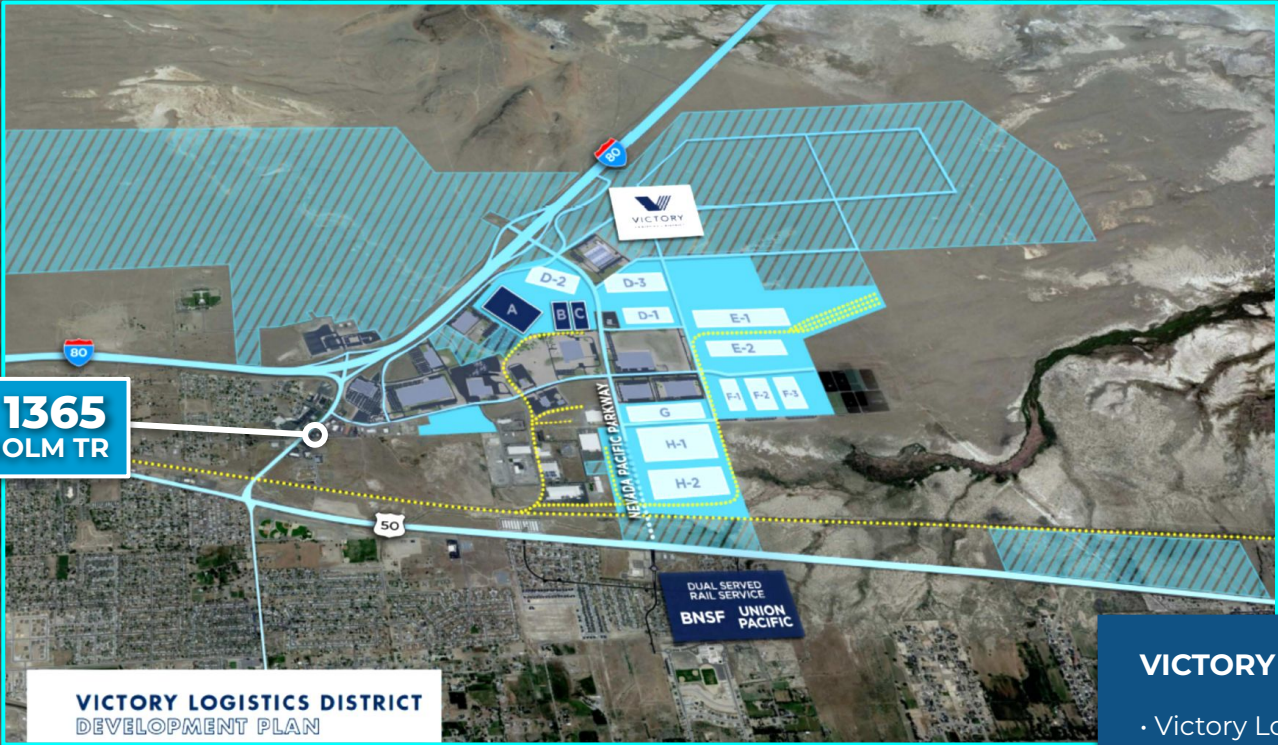 80
VICTORY
D-2
D-3
A
B
C
D-1
E-1
E-2
80
F-1
F-2
F-3
1365
OLM TR
G
NEVADA PACIFIC PARKWAY
H-1
H-2
50
DUAL SERVED
RAIL SERVICE
BNSF
UNION
PACIFIC
VICTORY
• Victory Lo
VICTORY LOGISTICS DISTRICT
DEVELOPMENT PLAN